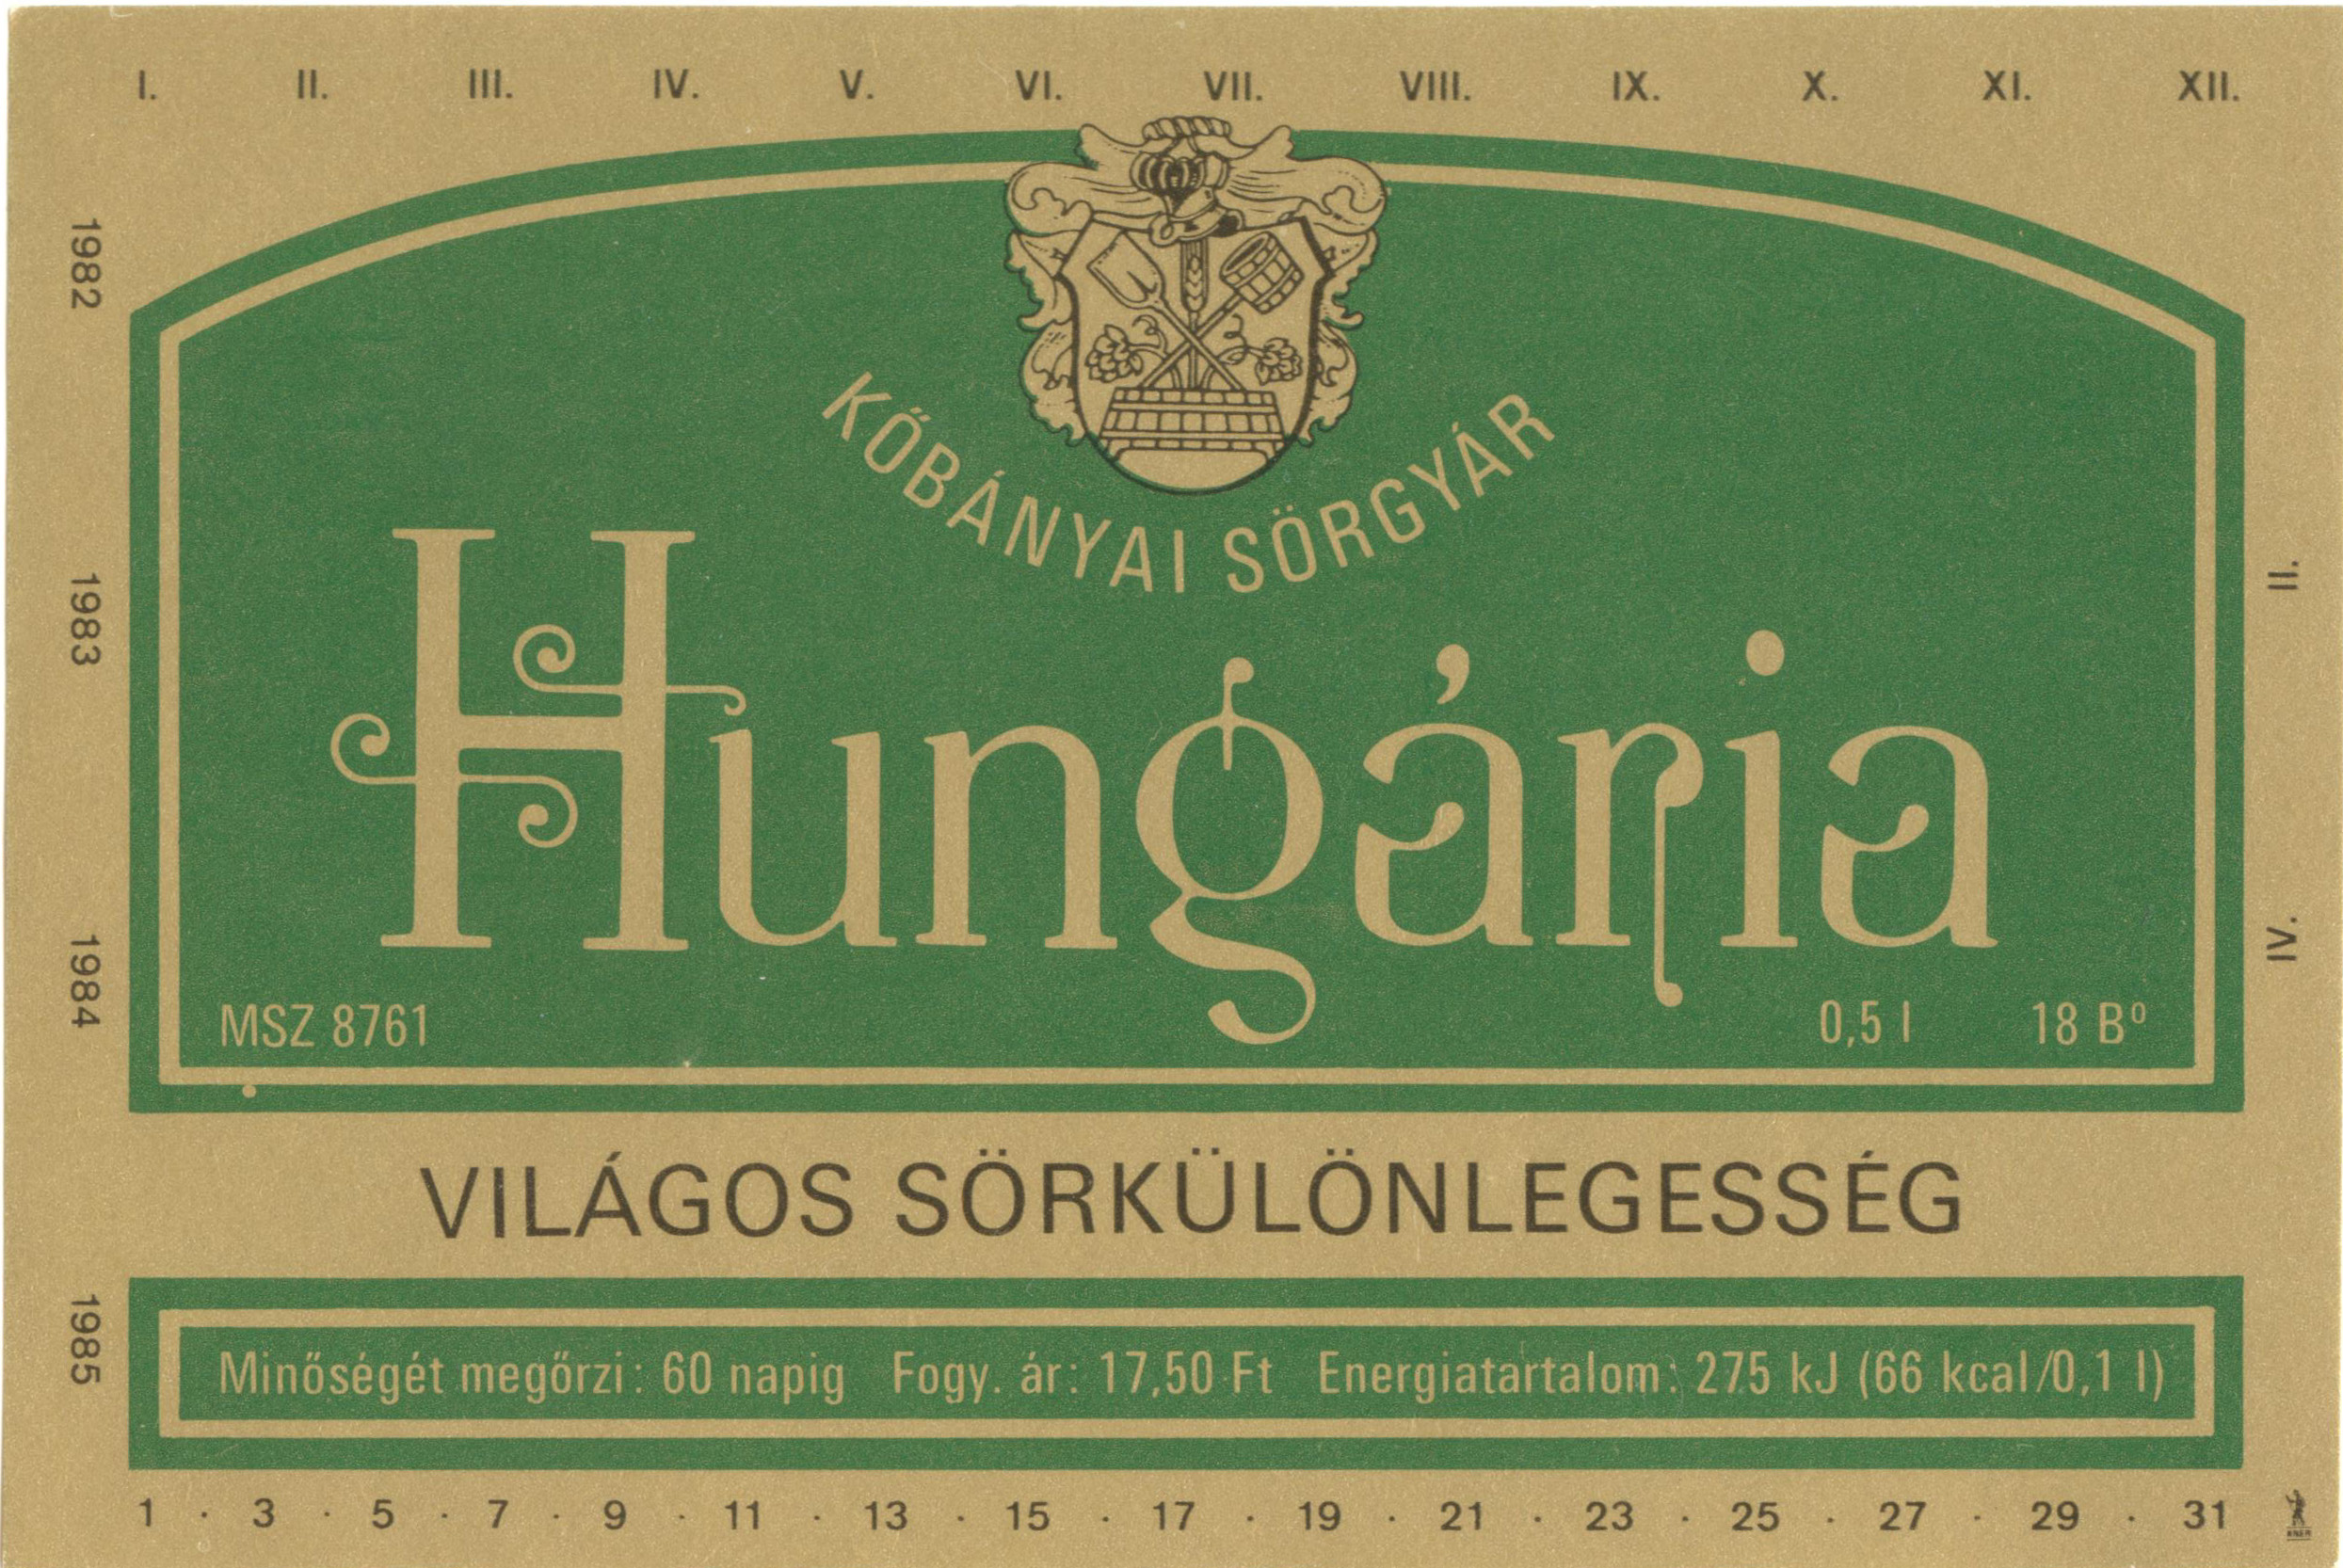 I. II. III. IV. V. VI. VII. VIII. IX. X. XI. XII.
1982
1983
1984
1985
KŐBÁNYAI SÖRGYÁR
Hungária
MSZ 8761 0,5 l 18 B⁰
II.
IV.
VILÁGOS SÖRKÜLÖNLEGESSÉG
Minőségét megőrzi: 60 napig Fogy. ár: 17,50 Ft Energiatartalom: 275 kJ (66 kcal/0,1 l)
1 · 3 · 5 · 7 · 9 · 11 · 13 · 15 · 17 · 19 · 21 · 23 · 25 · 27 · 29 · 31
KNER